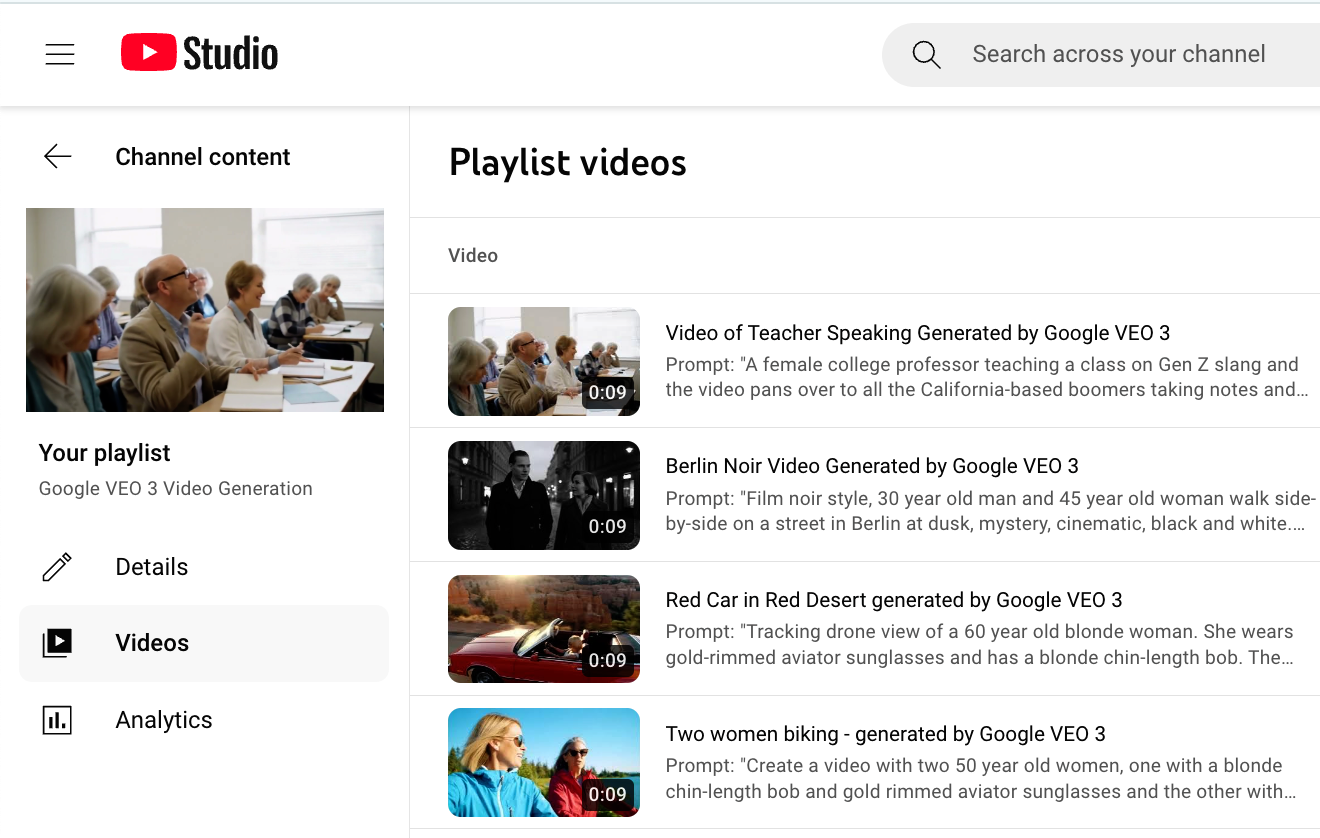 Studio
Search across your channel
Channel content
Your playlist
Google VEO 3 Video Generation
Details
Videos
Analytics
Playlist videos
Video
0:09
Video of Teacher Speaking Generated by Google VEO 3
Prompt: "A female college professor teaching a class on Gen Z slang and
the video pans over to all the California-based boomers taking notes and…
0:09
Berlin Noir Video Generated by Google VEO 3
Prompt: "Film noir style, 30 year old man and 45 year old woman walk side-
by-side on a street in Berlin at dusk, mystery, cinematic, black and white.…
0:09
Red Car in Red Desert generated by Google VEO 3
Prompt: "Tracking drone view of a 60 year old blonde woman. She wears
gold-rimmed aviator sunglasses and has a blonde chin-length bob. The…
0:09
Two women biking - generated by Google VEO 3
Prompt: "Create a video with two 50 year old women, one with a blonde
chin-length bob and gold rimmed aviator sunglasses and the other with…